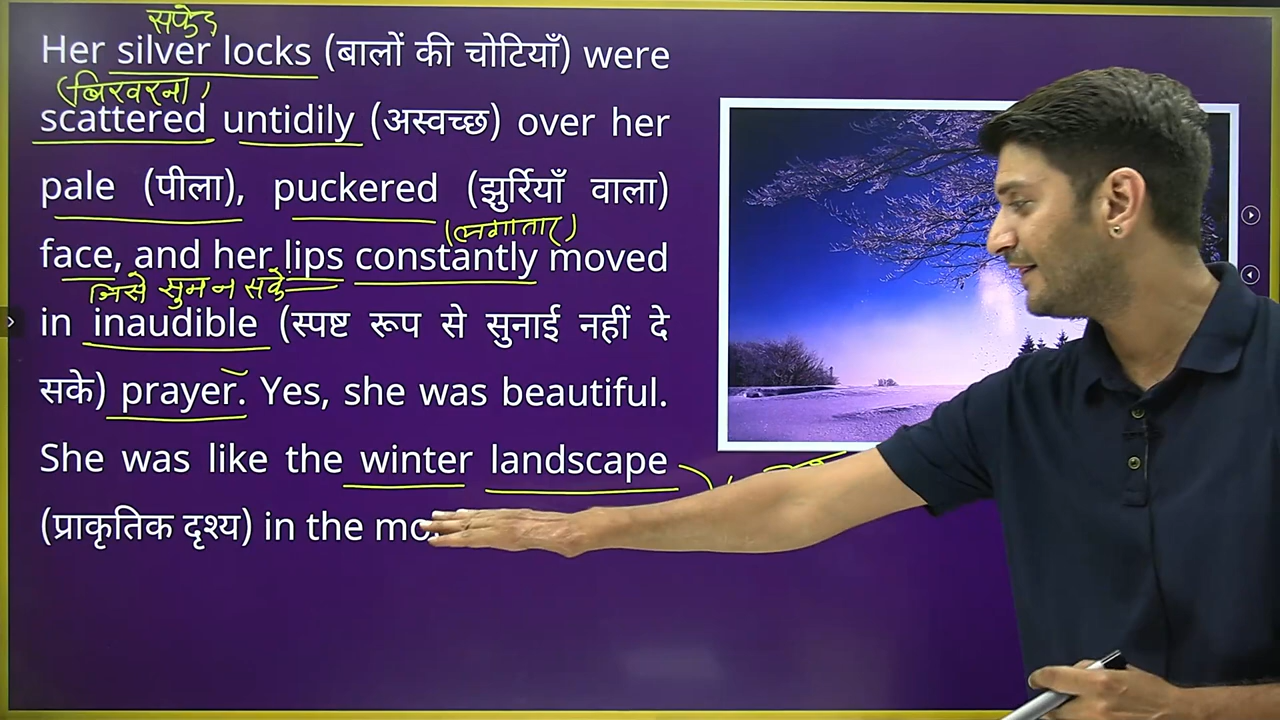 सफेद
Her silver locks (बालों की चोटियाँ) were
(बिखरना)
scattered untidily (अस्वच्छ) over her
pale (पीला), puckered (झुर्रियाँ वाला)
(लगातार)
face, and her lips constantly moved
जिसे सुन न सके
in inaudible (स्पष्ट रूप से सुनाई नहीं दे
सके) prayer. Yes, she was beautiful.
She was like the winter landscape
(प्राकृतिक दृश्य) in the